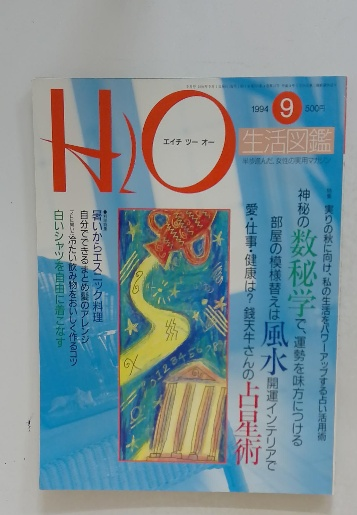 H2O
エイチ ツー オー
1994 9 500円
生活図鑑
特集 実りの秋に向け、私の生活をパワーアップする占い活用術
神秘の数秘学で、運勢を味方につける
部屋の模様替えは風水開運インテリアで
愛・仕事・健康は?銭天牛さんの占星術
暑いからエスニック料理
自分でできるまとめ髪のアレンジ
冷たい飲み物をおいしく作るコツ
白いシャツを自由に着こなす